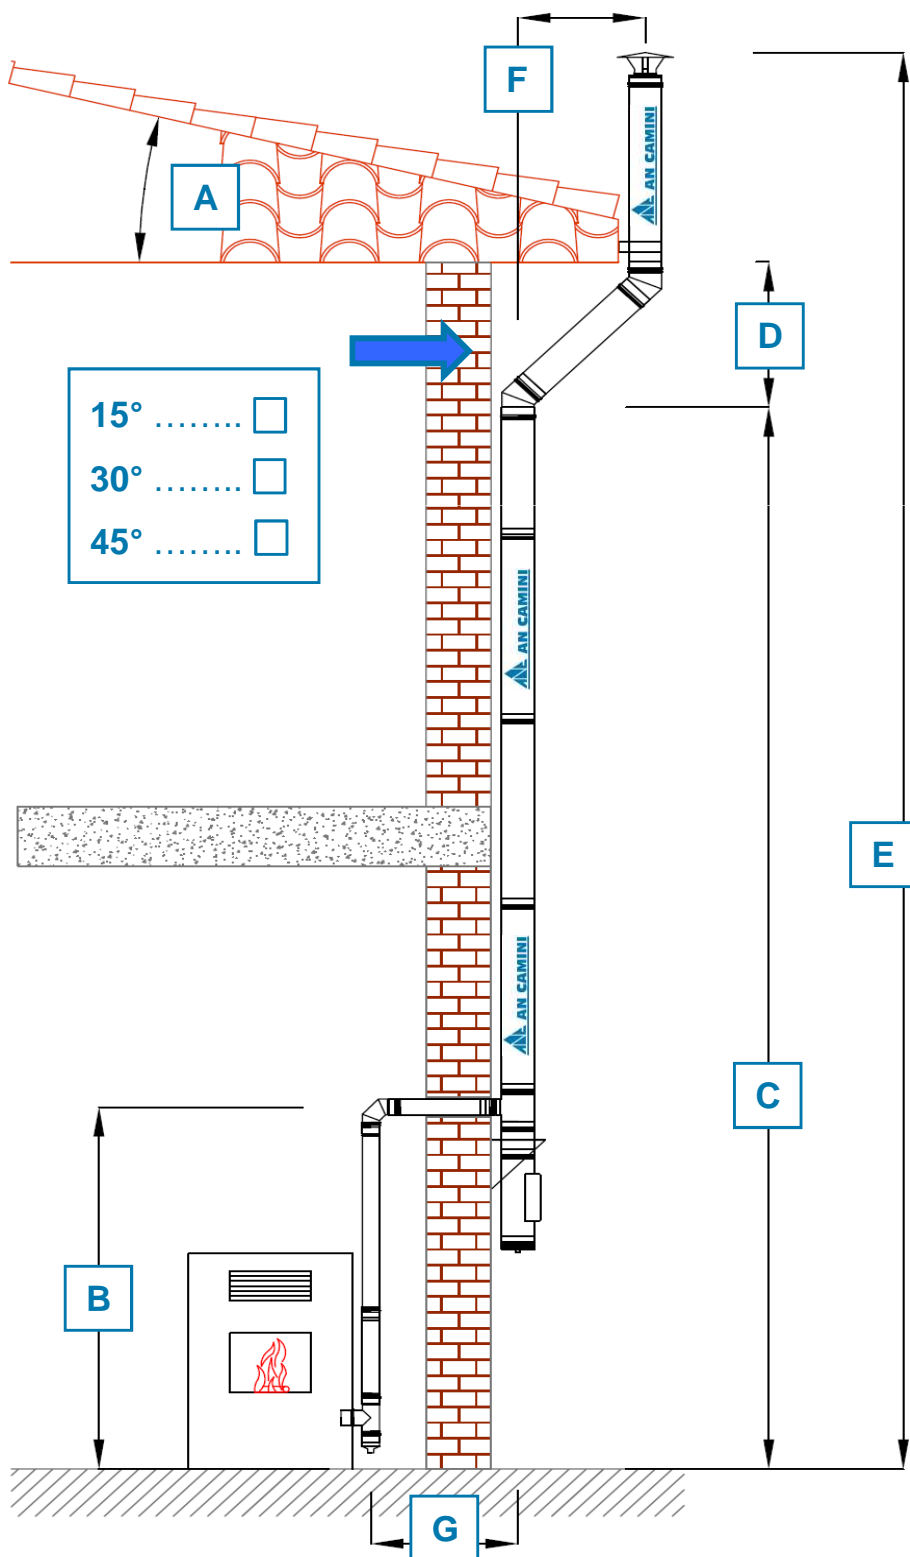 F
AN CAMINI
A
D
15° ........
30° ........
45° ........
AN CAMINI
E
AN CAMINI
C
B
G